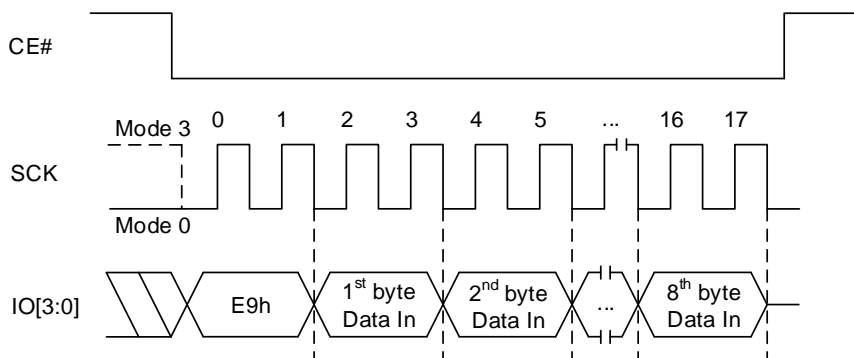 CE#
0 1 2 3 4 5 ... 16 17
Mode 3
SCK
Mode 0
IO[3:0]
E9h
1st byte
Data In
2nd byte
Data In
...
8th byte
Data In